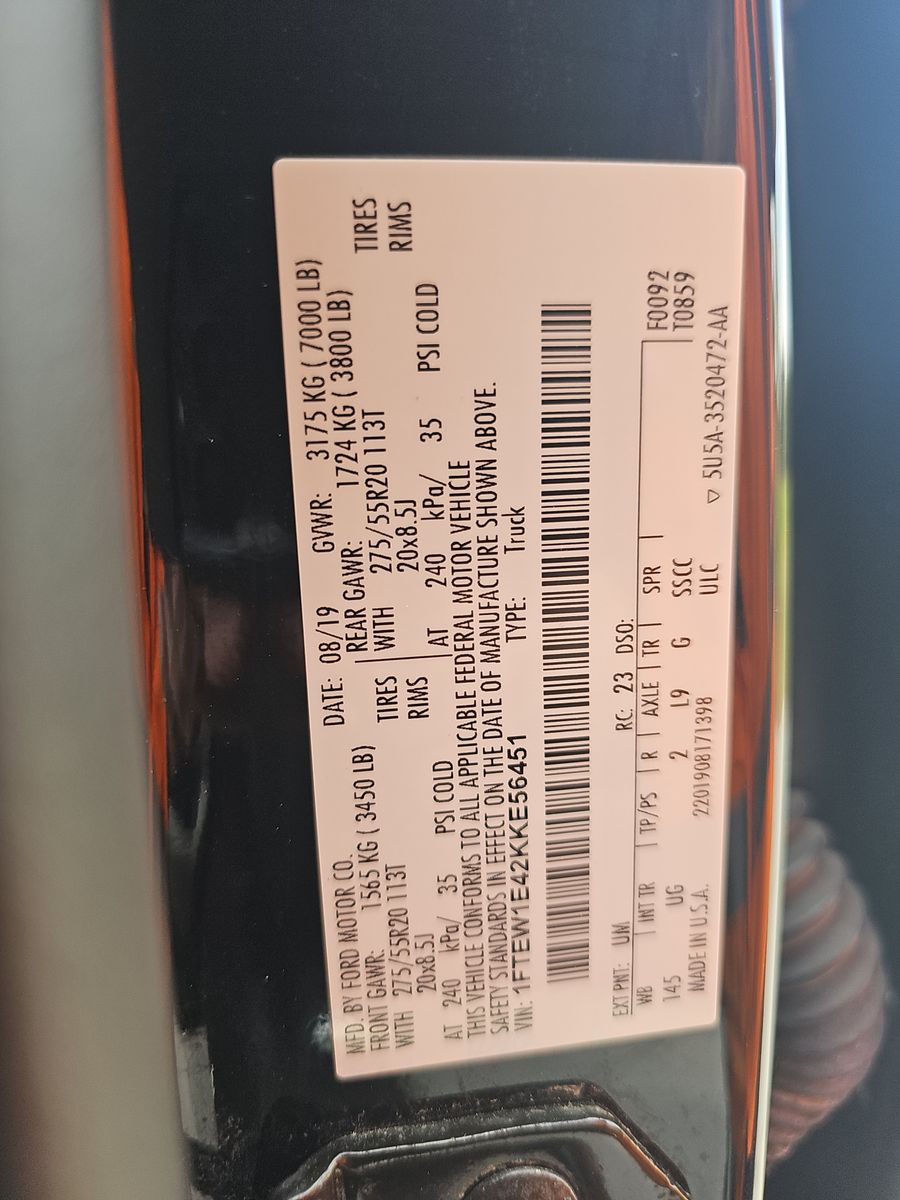 MFD. BY FORD MOTOR CO. DATE: 08/19 GVWR: 3175 KG ( 7000 LB)
FRONT GAWR: 1565 KG ( 3450 LB) REAR GAWR: 1724 KG ( 3800 LB)
WITH 275/55R20 113T TIRES WITH 275/55R20 113T TIRES
20x8.5J RIMS 20x8.5J RIMS
AT 240 kPa/ 35 PSI COLD AT 240 kPa/ 35 PSI COLD
THIS VEHICLE CONFORMS TO ALL APPLICABLE FEDERAL MOTOR VEHICLE
SAFETY STANDARDS IN EFFECT ON THE DATE OF MANUFACTURE SHOWN ABOVE.
VIN: 1FTEW1E42KKE56451 TYPE: Truck
EXT PNT: UM RC: 23 DSO:
WB INT TR TP/PS R AXLE TR SPR F0092
145 UG 2 L9 G SSCC T0859
MADE IN U.S.A. 2201908171398 ULC ▽ 5U5A-3520472-AA